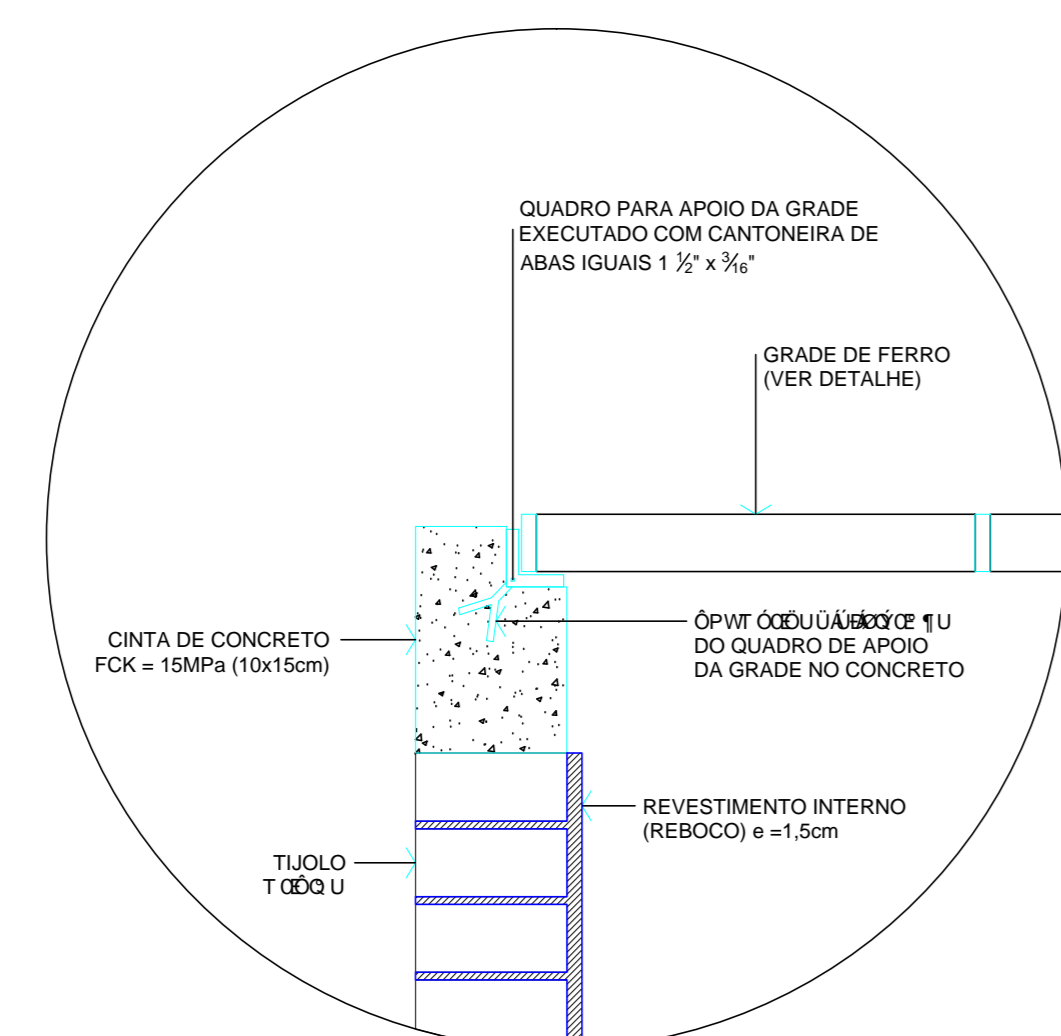 QUADRO PARA APOIO DA GRADE
EXECUTADO COM CANTONEIRA DE
ABAS IGUAIS 1 ½" x 3⁄16"
GRADE DE FERRO
(VER DETALHE)
CINTA DE CONCRETO
FCK = 15MPa (10x15cm)
DO QUADRO DE APOIO
DA GRADE NO CONCRETO
REVESTIMENTO INTERNO
(REBOCO) e =1,5cm
TIJOLO